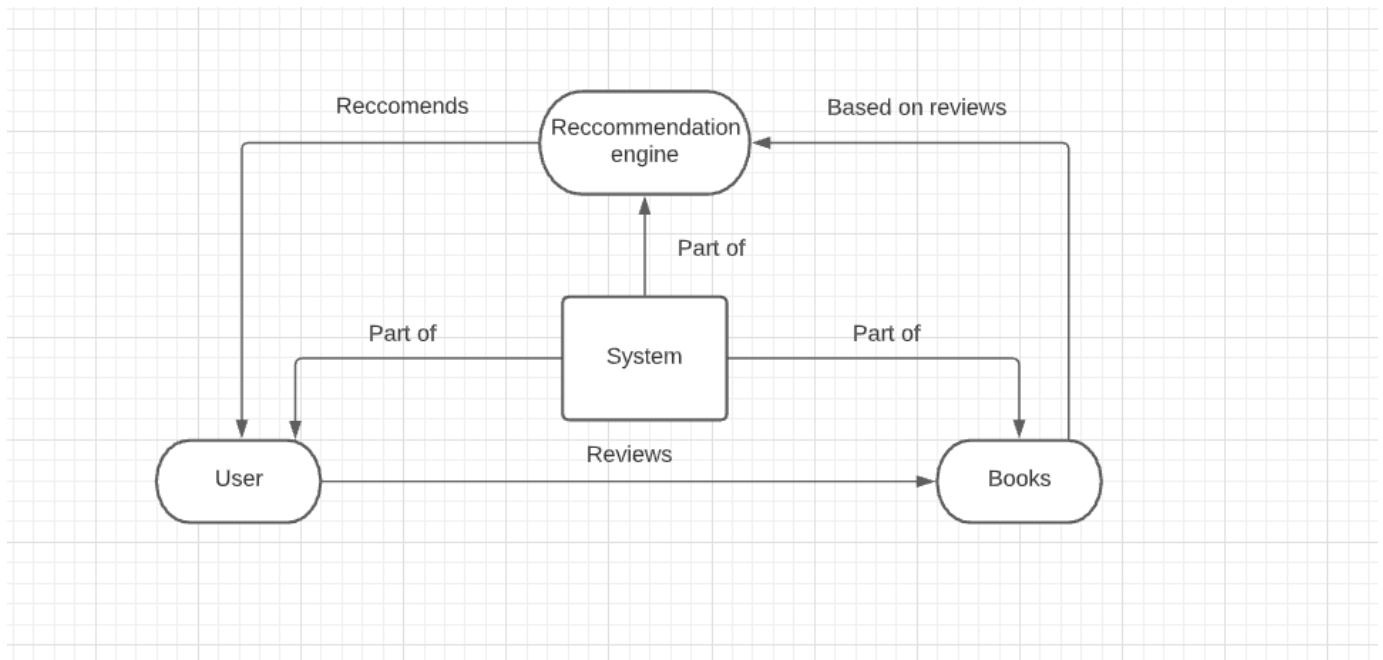 Reccomends
Based on reviews
Reccommendation
engine
Part of
Part of
Part of
System
Reviews
User
Books